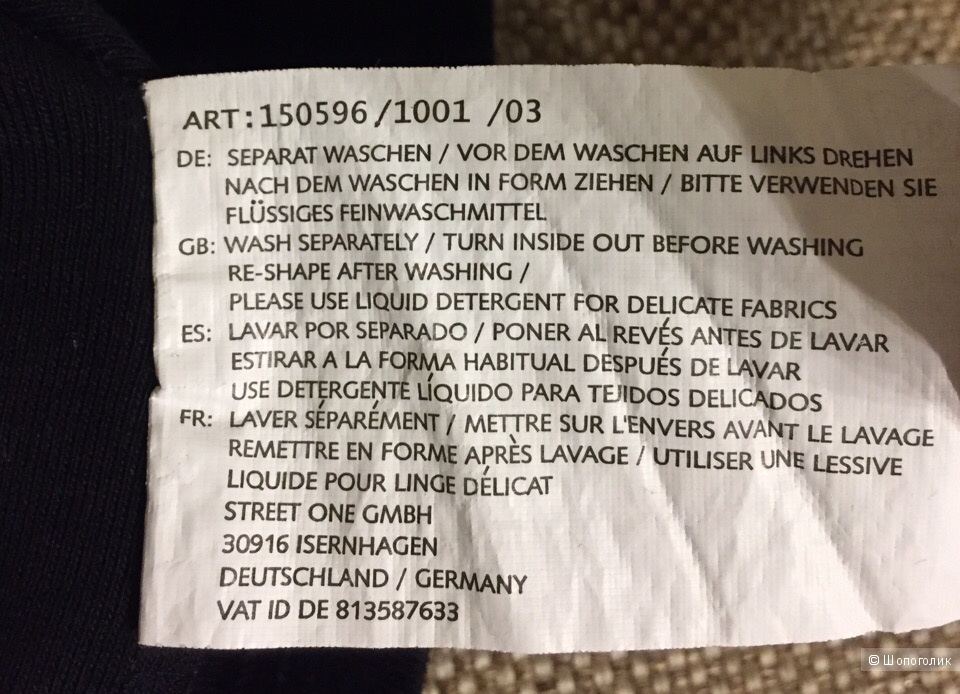 ART: 150596 /1001 /03
DE: SEPARAT WASCHEN / VOR DEM WASCHEN AUF LINKS DREHEN
NACH DEM WASCHEN IN FORM ZIEHEN / BITTE VERWENDEN SIE
FLÜSSIGES FEINWASCHMITTEL
GB: WASH SEPARATELY / TURN INSIDE OUT BEFORE WASHING
RE-SHAPE AFTER WASHING /
PLEASE USE LIQUID DETERGENT FOR DELICATE FABRICS
ES: LAVAR POR SEPARADO / PONER AL REVÉS ANTES DE LAVAR
ESTIRAR A LA FORMA HABITUAL DESPUÉS DE LAVAR
USE DETERGENTE LÍQUIDO PARA TEJIDOS DELICADOS
FR: LAVER SÉPARÉMENT / METTRE SUR L'ENVERS AVANT LE LAVAGE
REMETTRE EN FORME APRÈS LAVAGE / UTILISER UNE LESSIVE
LIQUIDE POUR LINGE DÉLICAT
STREET ONE GMBH
30916 ISERNHAGEN
DEUTSCHLAND / GERMANY
VAT ID DE 813587633
© Шопоголик